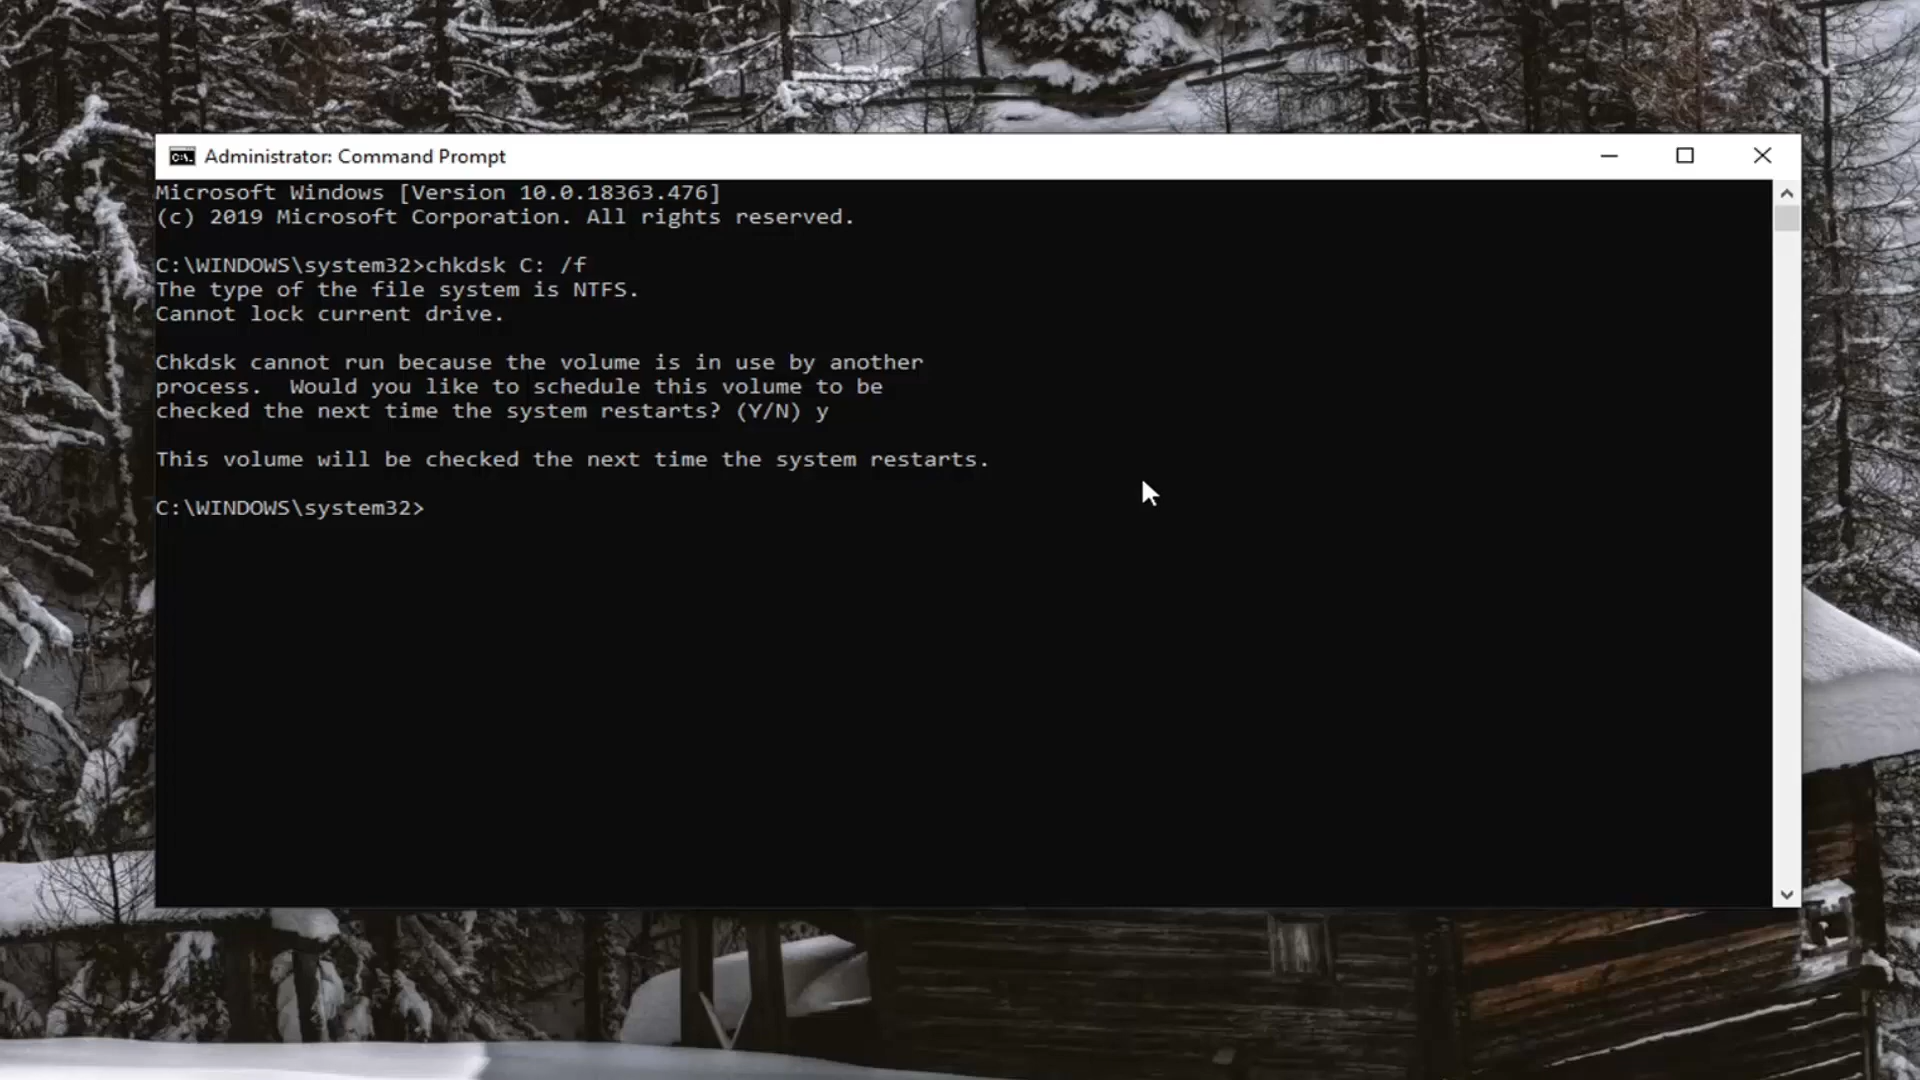 Administrator: Command Prompt
Microsoft Windows [Version 10.0.18363.476]
(c) 2019 Microsoft Corporation. All rights reserved.
C:\WINDOWS\system32>chkdsk C: /f
The type of the file system is NTFS.
Cannot lock current drive.
Chkdsk cannot run because the volume is in use by another
process.  Would you like to schedule this volume to be
checked the next time the system restarts? (Y/N) y
This volume will be checked the next time the system restarts.
C:\WINDOWS\system32>